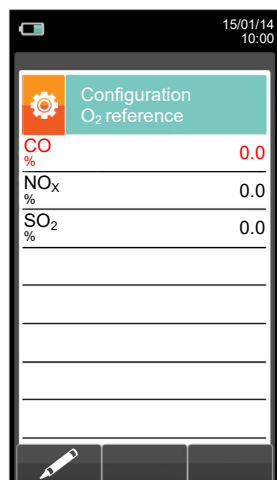 15/01/14
10:00
Configuration
O₂ reference
CO 0.0
%
NOX 0.0
%
SO₂ 0.0
%